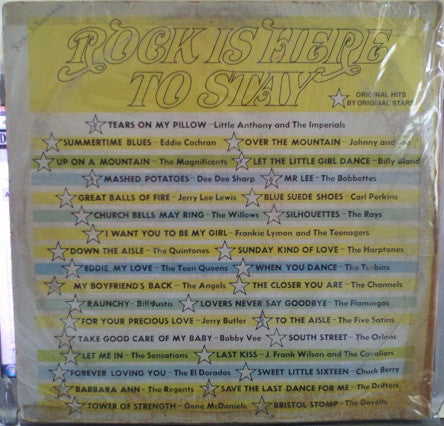 ROCK IS HERE
TO STAY
ORIGINAL HITS
BY ORIGINAL STARS
TEARS ON MY PILLOW – Little Anthony and The Imperials
SUMMERTIME BLUES – Eddie Cochran OVER THE MOUNTAIN – Johnny and Joe
UP ON A MOUNTAIN – The Magnificents LET THE LITTLE GIRL DANCE – Billy Bland
MASHED POTATOES – Dee Dee Sharp MR LEE – The Bobbettes
GREAT BALLS OF FIRE – Jerry Lee Lewis BLUE SUEDE SHOES – Carl Perkins
CHURCH BELLS MAY RING – The Willows SILHOUETTES – The Rays
I WANT YOU TO BE MY GIRL – Frankie Lymon and The Teenagers
DOWN THE AISLE – The Quintones SUNDAY KIND OF LOVE – The Harptones
EDDIE, MY LOVE – The Teen Queens WHEN YOU DANCE – The Turbins
MY BOYFRIEND'S BACK – The Angels THE CLOSER YOU ARE – The Channels
RAUNCHY – Bill Justis LOVERS NEVER SAY GOODBYE – The Flamingos
FOR YOUR PRECIOUS LOVE – Jerry Butler TO THE AISLE – The Five Satins
TAKE GOOD CARE OF MY BABY – Bobby Vee SOUTH STREET – The Orlons
LET ME IN – The Sensations LAST KISS – J. Frank Wilson and The Cavaliers
FOREVER LOVING YOU – The El Dorados SWEET LITTLE SIXTEEN – Chuck Berry
BARBARA ANN – The Regents SAVE THE LAST DANCE FOR ME – The Drifters
TOWER OF STRENGTH – Gene McDaniels BRISTOL STOMP – The Dovells